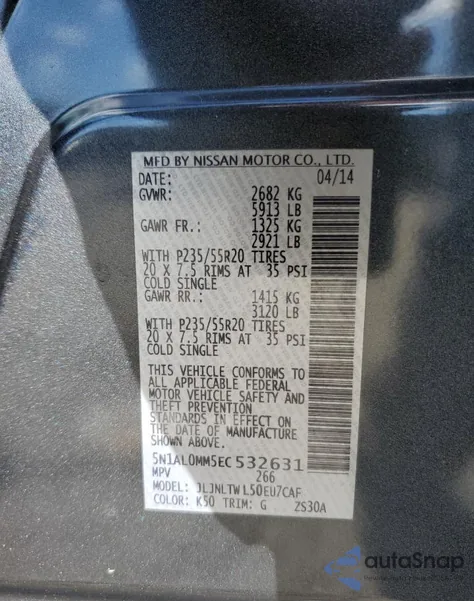 MFD BY NISSAN MOTOR CO., LTD.
DATE: 04/14
GVWR: 2682 KG
5913 LB
GAWR FR.: 1325 KG
2921 LB
WITH P235/55R20 TIRES
20 X 7.5 RIMS AT 35 PSI
COLD SINGLE
GAWR RR.: 1415 KG
3120 LB
WITH P235/55R20 TIRES
20 X 7.5 RIMS AT 35 PSI
COLD SINGLE
THIS VEHICLE CONFORMS TO
ALL APPLICABLE FEDERAL
MOTOR VEHICLE SAFETY AND
THEFT PREVENTION
STANDARDS IN EFFECT ON
THE DATE OF MANUFACTURE
SHOWN ABOVE.
5N1AL0MM5EC532631
MPV 266
MODEL: JLJNLTWL50EU7CAF
COLOR: K50 TRIM: G ZS30A
autoSnap